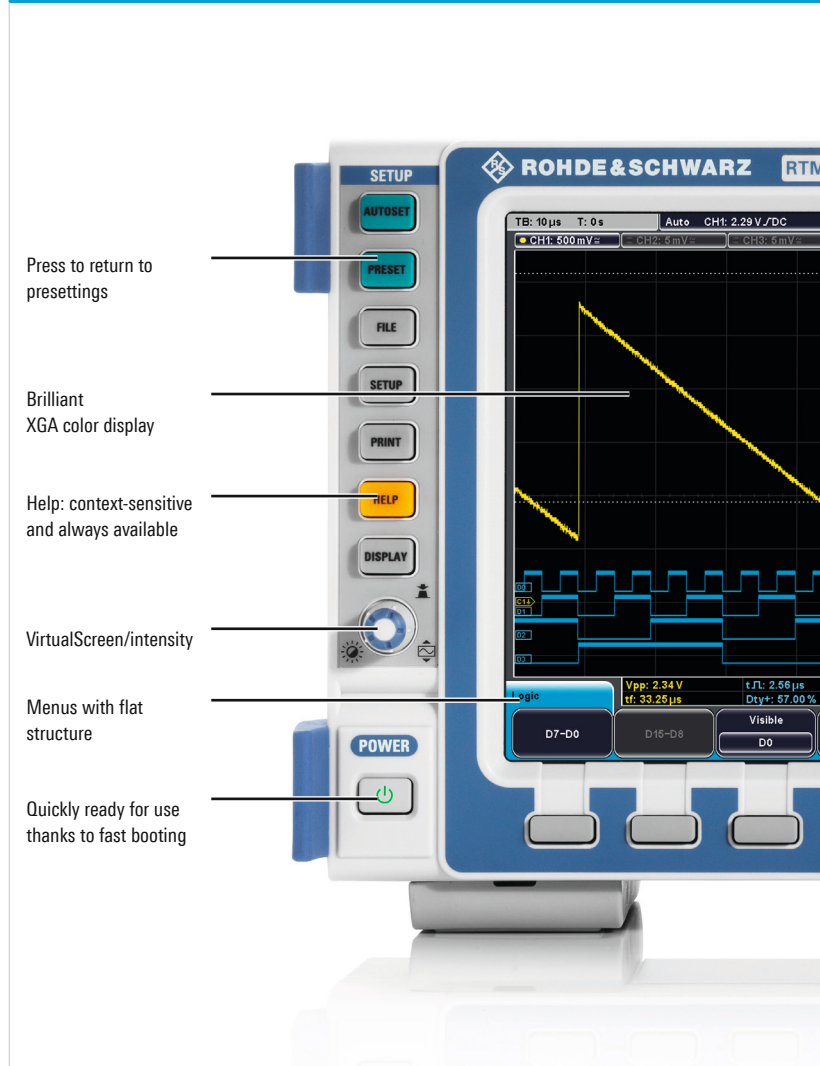 Press to return to
presettings
Brilliant
XGA color display
Help: context-sensitive
and always available
VirtualScreen/intensity
Menus with flat
structure
Quickly ready for use
thanks to fast booting
SETUP
AUTOSET
PRESET
FILE
SETUP
PRINT
HELP
DISPLAY
POWER
R&S ROHDE&SCHWARZ RTM
TB: 10 µs T: 0 s Auto CH1: 2.29 V / DC
CH1: 500 mV≅ CH2: 5 mV≅ CH3: 5 mV≅
D0
C1↓
D1
D2
D3
Logic
Vpp: 2.34 V
tf: 33.25 µs
t⎍: 2.56 µs
Dty+: 57.00 %
D7-D0
D15-D8
Visible
D0